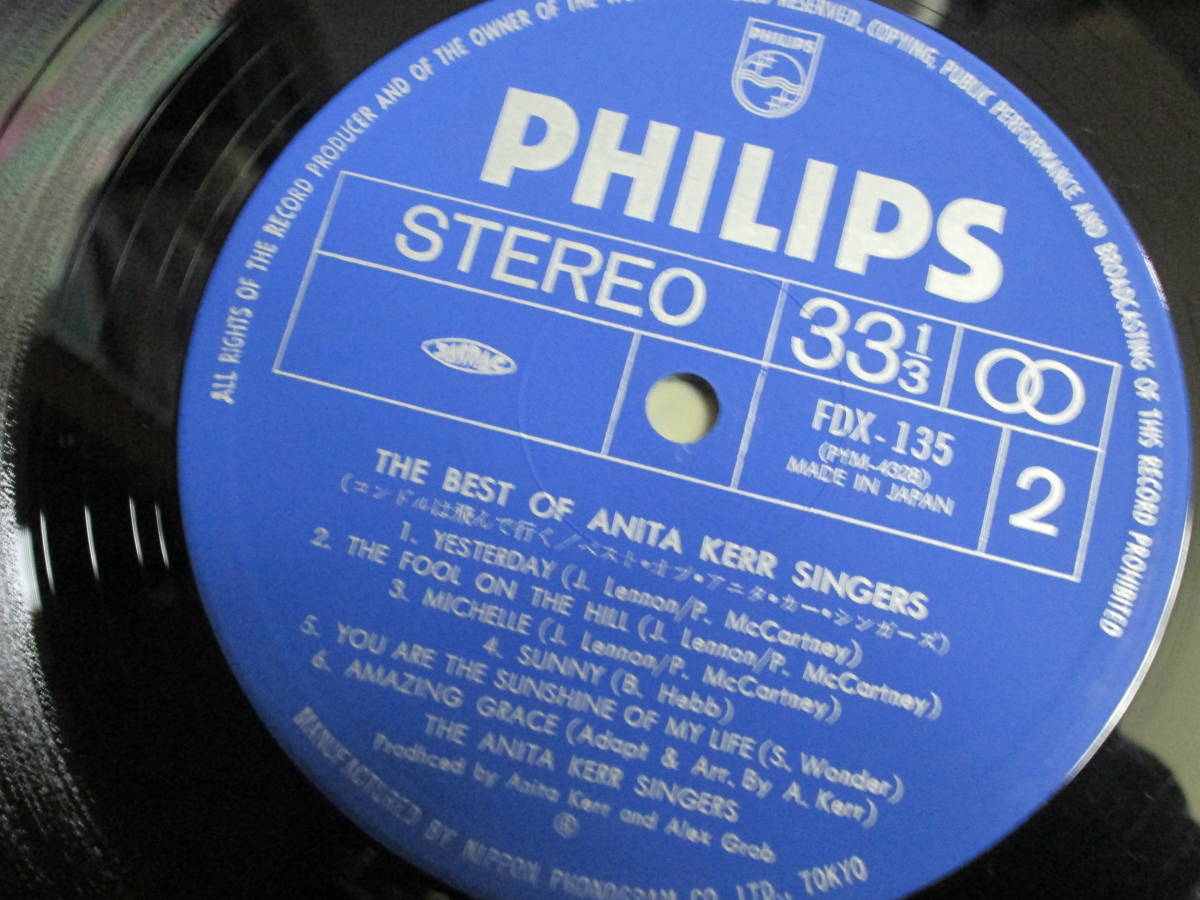 ALL RIGHTS OF THE RECORD PRODUCER AND OF THE OWNER OF THE RESERVED. COPYING, PUBLIC PERFORMANCE AND BROADCASTING OF THIS RECORD PROHIBITED
PHILIPS
PHILIPS
STEREO
33 1/3
JASRAC
FDX-135
(PYM-4328)
MADE IN JAPAN
2
THE BEST OF ANITA KERR SINGERS
(コンドルは飛んで行く/ベスト・オブ・アニタ・カー・シンガーズ)
1. YESTERDAY (J. Lennon/P. McCartney)
2. THE FOOL ON THE HILL (J. Lennon/P. McCartney)
3. MICHELLE (J. Lennon/P. McCartney)
4. SUNNY (B. Hebb)
5. YOU ARE THE SUNSHINE OF MY LIFE (S. Wonder)
6. AMAZING GRACE (Adapt & Arr. By A. Kerr)
THE ANITA KERR SINGERS
Produced by Anita Kerr and Alex Grob
MANUFACTURED BY NIPPON PHONOGRAM CO., LTD., TOKYO